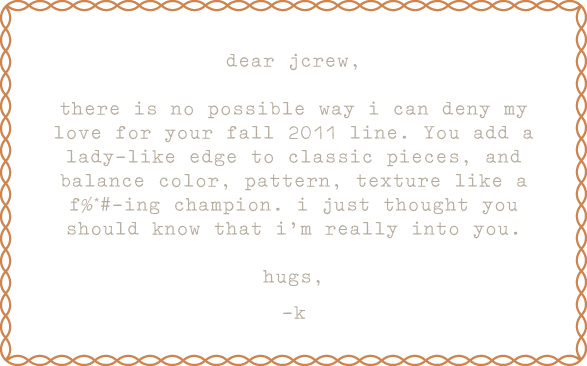 dear jcrew,
there is no possible way i can deny my
love for your fall 2011 line. You add a
lady-like edge to classic pieces, and
balance color, pattern, texture like a
f%*#-ing champion. i just thought you
should know that i'm really into you.
hugs,
-k